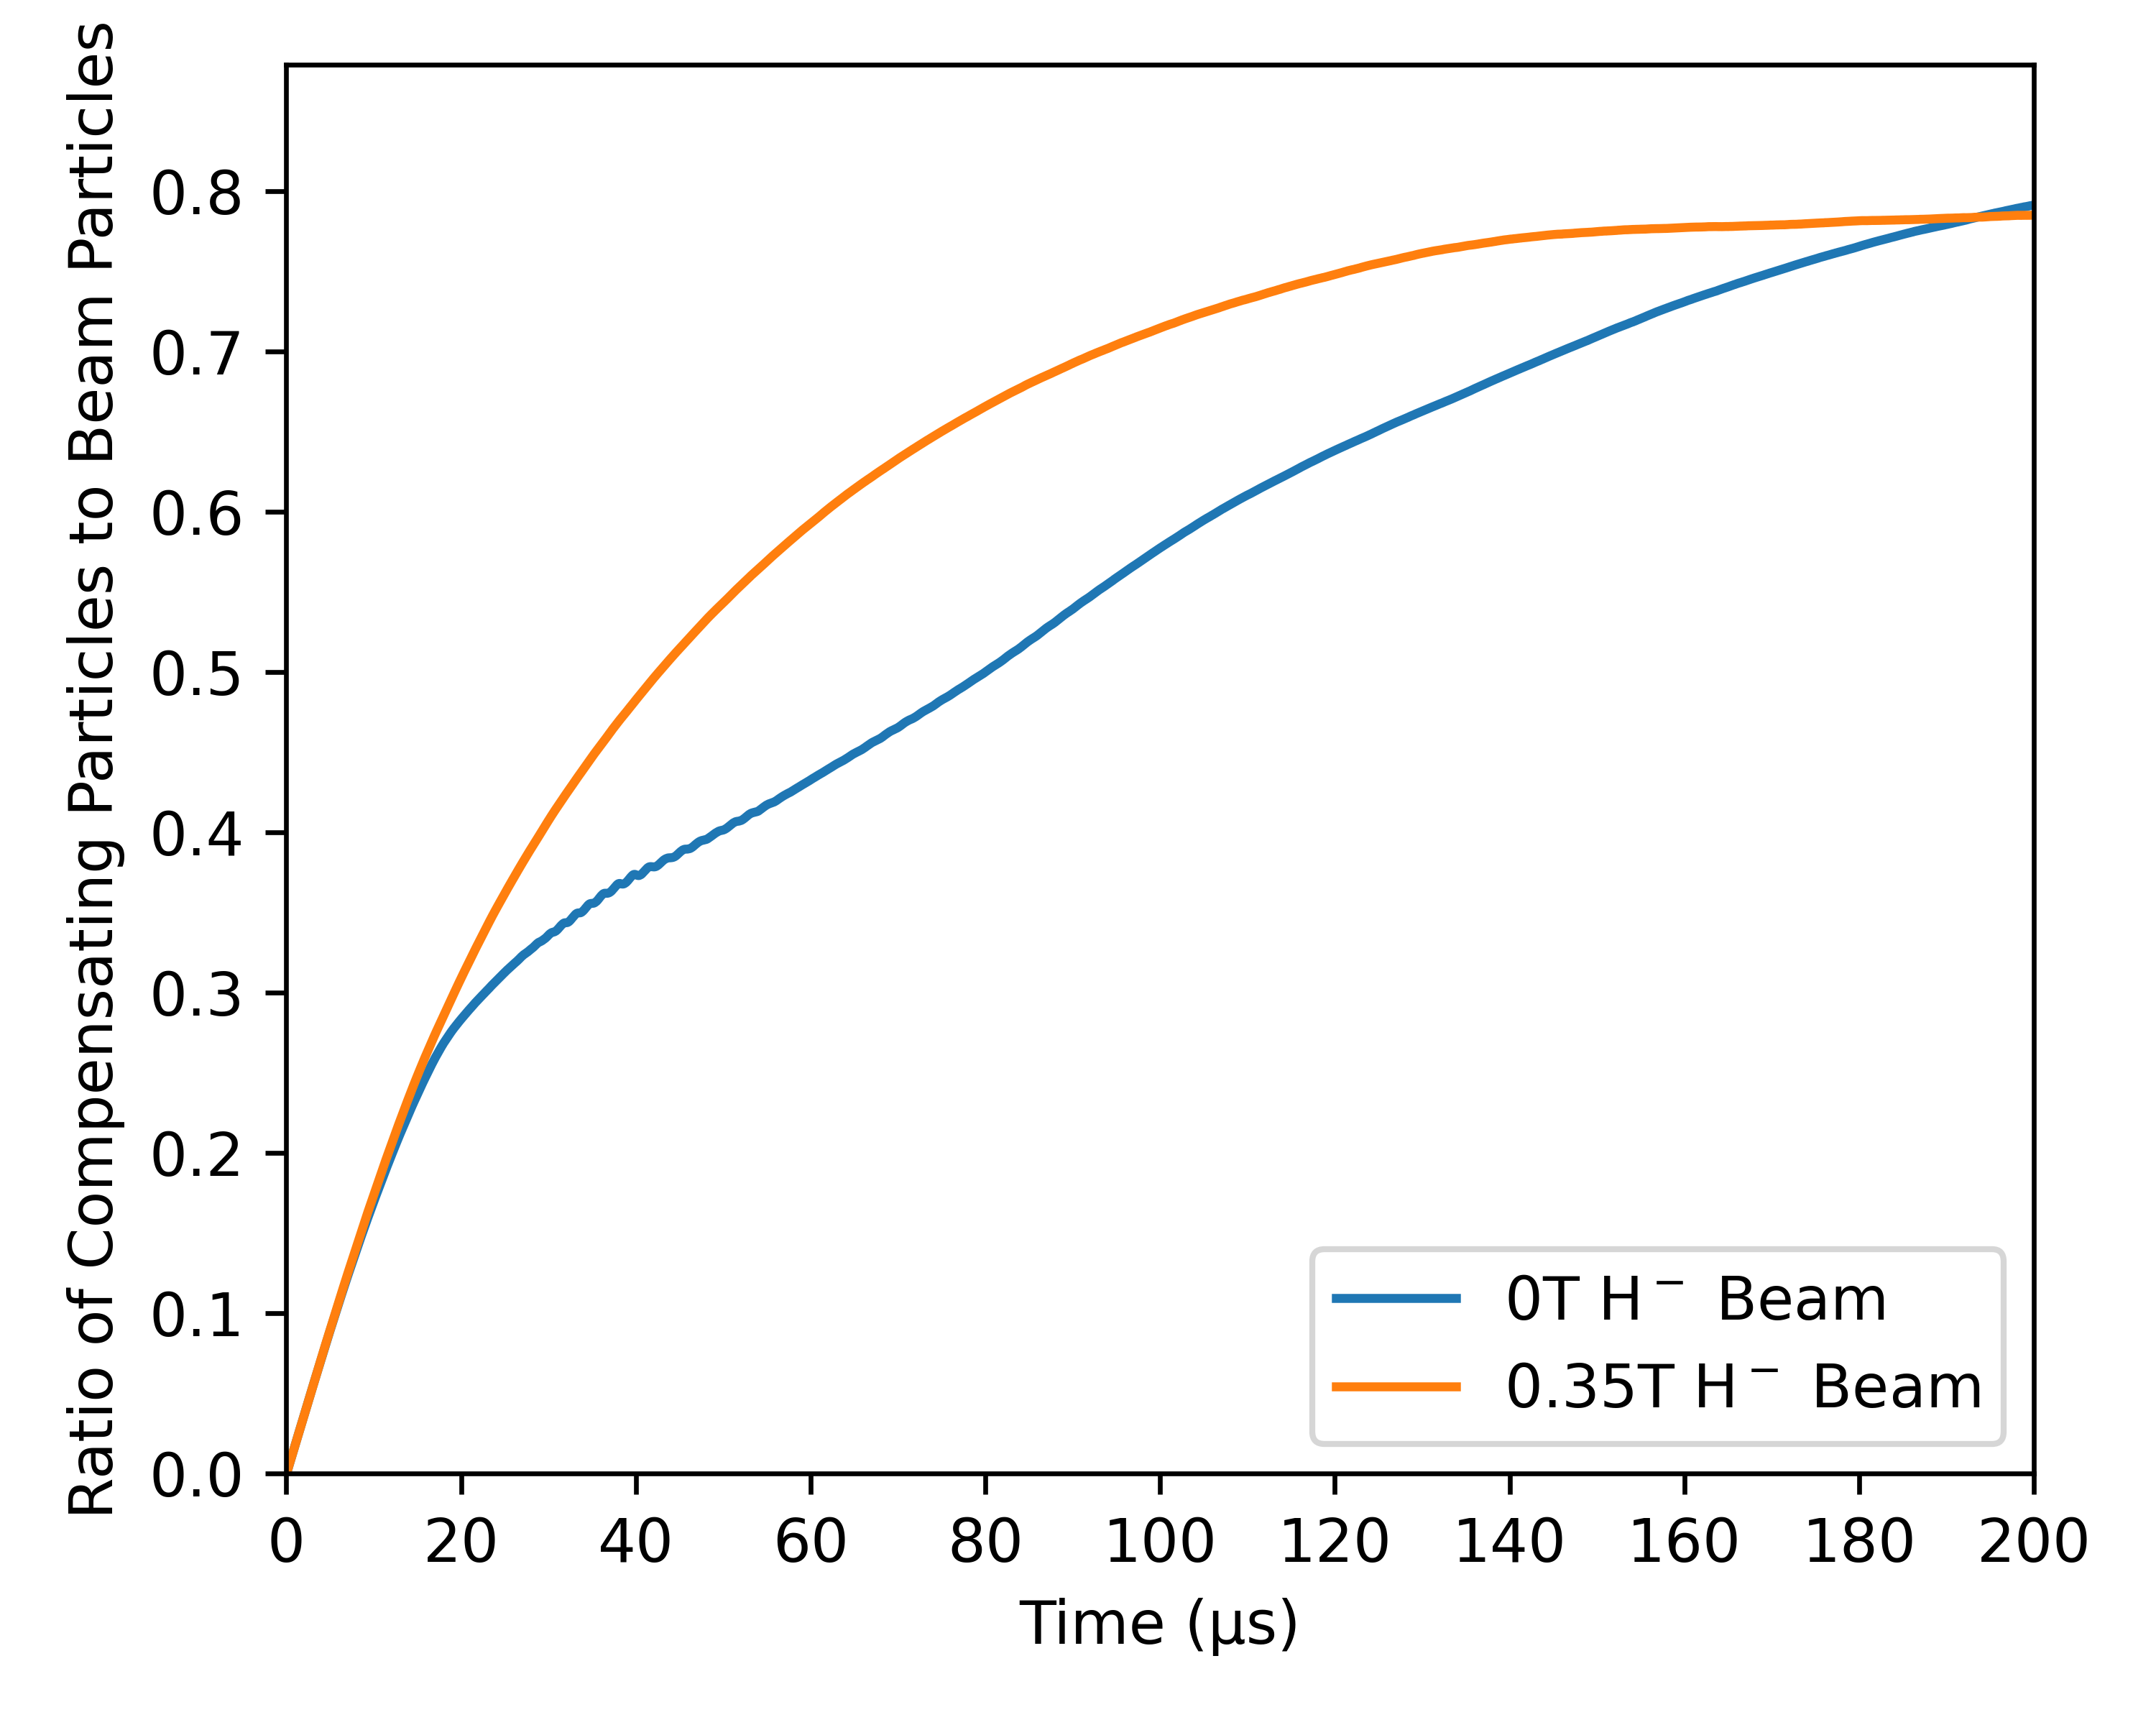 Ratio of Compensating Particles to Beam Particles
0.8
0.7
0.6
0.5
0.4
0.3
0.2
0.1
0.0
0 20 40 60 80 100 120 140 160 180 200
Time (µs)
0T H⁻ Beam
0.35T H⁻ Beam